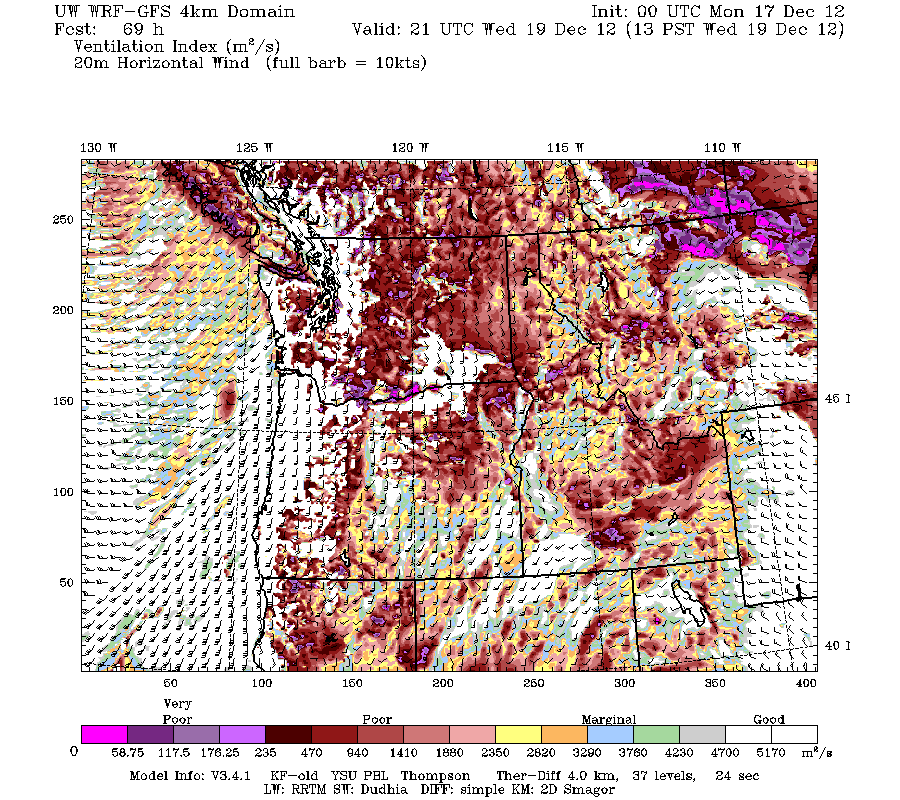 UW WRF-GFS 4km Domain Init: 00 UTC Mon 17 Dec 12
Fcst: 69 h Valid: 21 UTC Wed 19 Dec 12 (13 PST Wed 19 Dec 12)
Ventilation Index (m²/s)
20m Horizontal Wind (full barb = 10kts)
130 W 125 W 120 W 115 W 110 W
250
200
150 45
100
50
40
50 100 150 200 250 300 350 400
Very
Poor Poor Marginal Good
0 58.75 117.5 176.25 235 470 940 1410 1880 2350 2820 3290 3760 4230 4700 5170 m²/s
Model Info: V3.4.1 KF-old YSU PBL Thompson Ther-Diff 4.0 km, 37 levels, 24 sec
LW: RRTM SW: Dudhia DIFF: simple KM: 2D Smagor